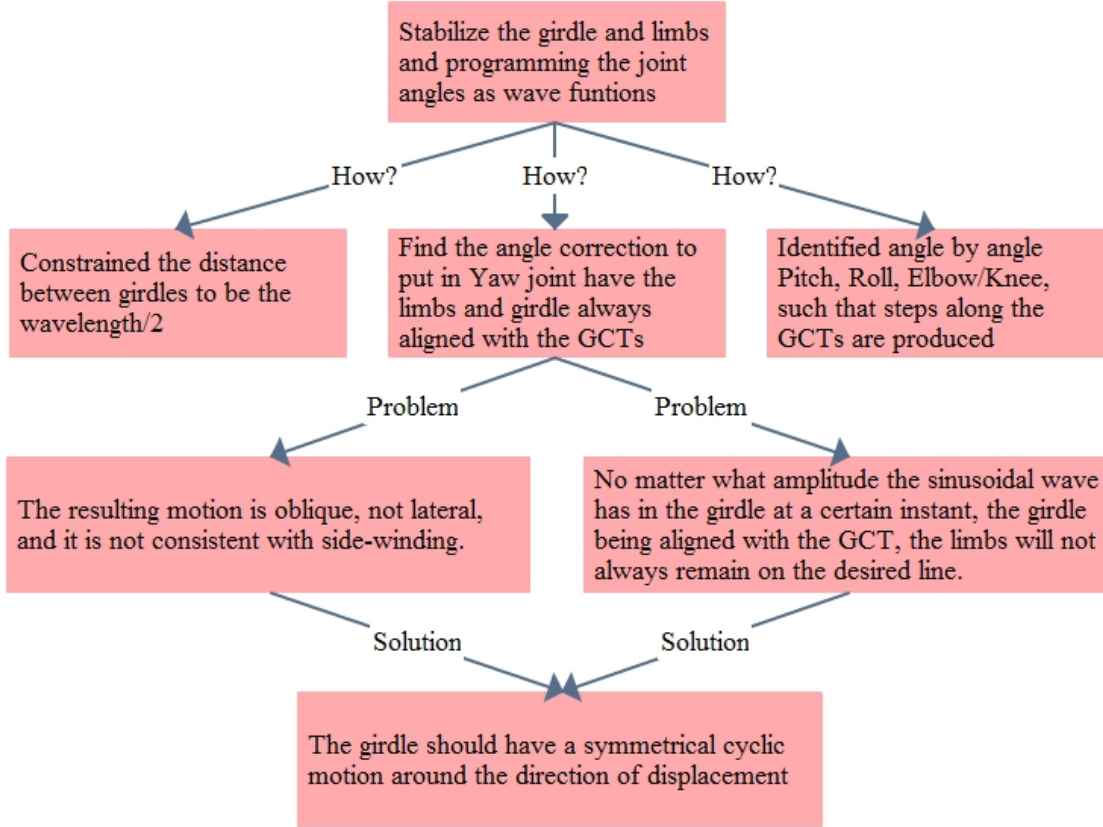 Stabilize the girdle and limbs
and programming the joint
angles as wave funtions
How?
How?
How?
Constrained the distance
between girdles to be the
wavelength/2
Find the angle correction to
put in Yaw joint have the
limbs and girdle always
aligned with the GCTs
Identified angle by angle
Pitch, Roll, Elbow/Knee,
such that steps along the
GCTs are produced
Problem
Problem
The resulting motion is oblique, not lateral,
and it is not consistent with side-winding.
No matter what amplitude the sinusoidal wave
has in the girdle at a certain instant, the girdle
being aligned with the GCT, the limbs will not
always remain on the desired line.
Solution
Solution
The girdle should have a symmetrical cyclic
motion around the direction of displacement